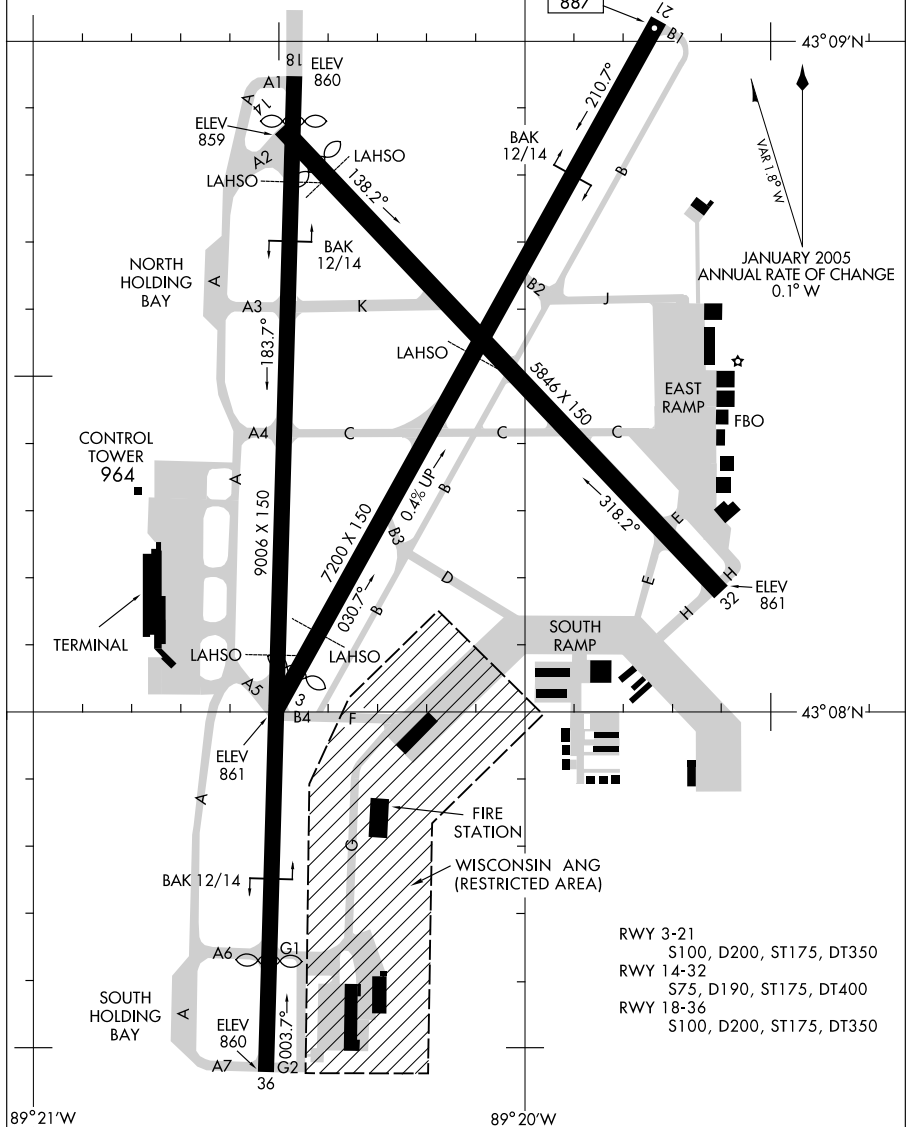 887
21
B1
43°09'N
18
ELEV
860
A1
A
14
ELEV
859
A2
LAHSO
LAHSO
138.2°
210.7°
BAK
12/14
B
VAR 1.8° W
JANUARY 2005
ANNUAL RATE OF CHANGE
0.1° W
NORTH
HOLDING
BAY
A
BAK
12/14
A3
K
B2
J
183.7°
LAHSO
5846 X 150
EAST
RAMP
FBO
A4
C
C
C
CONTROL
TOWER
964
A
9006 X 150
7200 X 150
0.4% UP
B
318.2°
E
B3
D
E
H
ELEV
861
32
H
030.7°
B
TERMINAL
SOUTH
RAMP
LAHSO
LAHSO
A5
3
B4
F
43°08'N
ELEV
861
A
FIRE
STATION
G
BAK 12/14
WISCONSIN ANG
(RESTRICTED AREA)
A6
G1
SOUTH
HOLDING
BAY
A
ELEV
860
003.7°
A7
G2
36
RWY 3-21
S100, D200, ST175, DT350
RWY 14-32
S75, D190, ST175, DT400
RWY 18-36
S100, D200, ST175, DT350
89°21'W
89°20'W